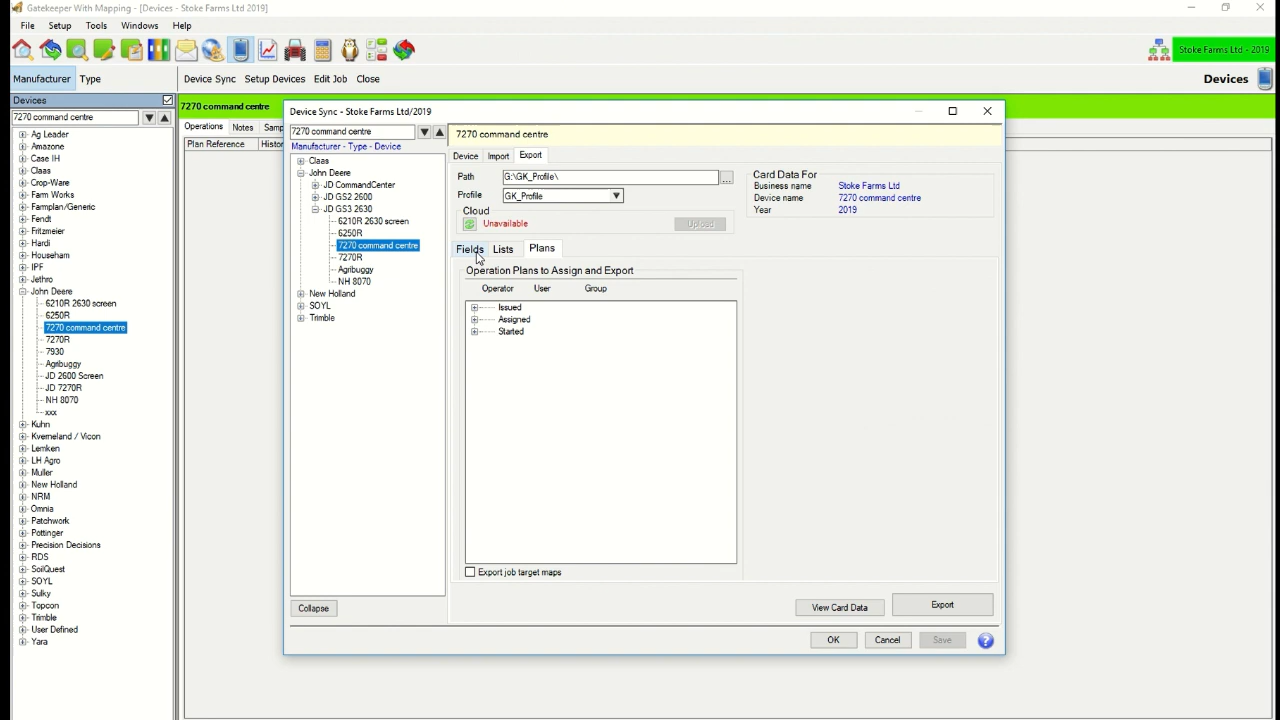 Gatekeeper With Mapping - [Devices - Stoke Farms Ltd 2019]
File Setup Tools Windows Help
Stoke Farms Ltd - 2019
Manufacturer Type
Device Sync Setup Devices Edit Job Close
Devices
Devices
7270 command centre
Ag Leader
Amazone
Case IH
Claas
Crop-Ware
Farm Works
Farmplan/Generic
Fendt
Fritzmeier
Hardi
Househam
IPF
Jethro
John Deere
6210R 2630 screen
6250R
7270 command centre
7270R
7930
Agribuggy
JD 2600 Screen
JD 7270R
NH 8070
xxx
Kuhn
Kverneland / Vicon
Lemken
LH Agro
Muller
New Holland
NRM
Omnia
Patchwork
Pottinger
Precision Decisions
RDS
SoilQuest
SOYL
Sulky
Topcon
Trimble
User Defined
Yara
7270 command centre
Operations Notes Samp
Plan Reference Histor
Device Sync - Stoke Farms Ltd/2019
7270 command centre
Manufacturer - Type - Device
Claas
John Deere
JD CommandCenter
JD GS2 2600
JD GS3 2630
6210R 2630 screen
6250R
7270 command centre
7270R
Agribuggy
NH 8070
New Holland
SOYL
Trimble
Collapse
7270 command centre
Device Import Export
Path G:\GK_Profile\ ...
Profile GK_Profile
Cloud
Unavailable Upload
Card Data For
Business name Stoke Farms Ltd
Device name 7270 command centre
Year 2019
Fields Lists Plans
Operation Plans to Assign and Export
Operator User Group
Issued
Assigned
Started
Export job target maps
View Card Data Export
OK Cancel Save ?